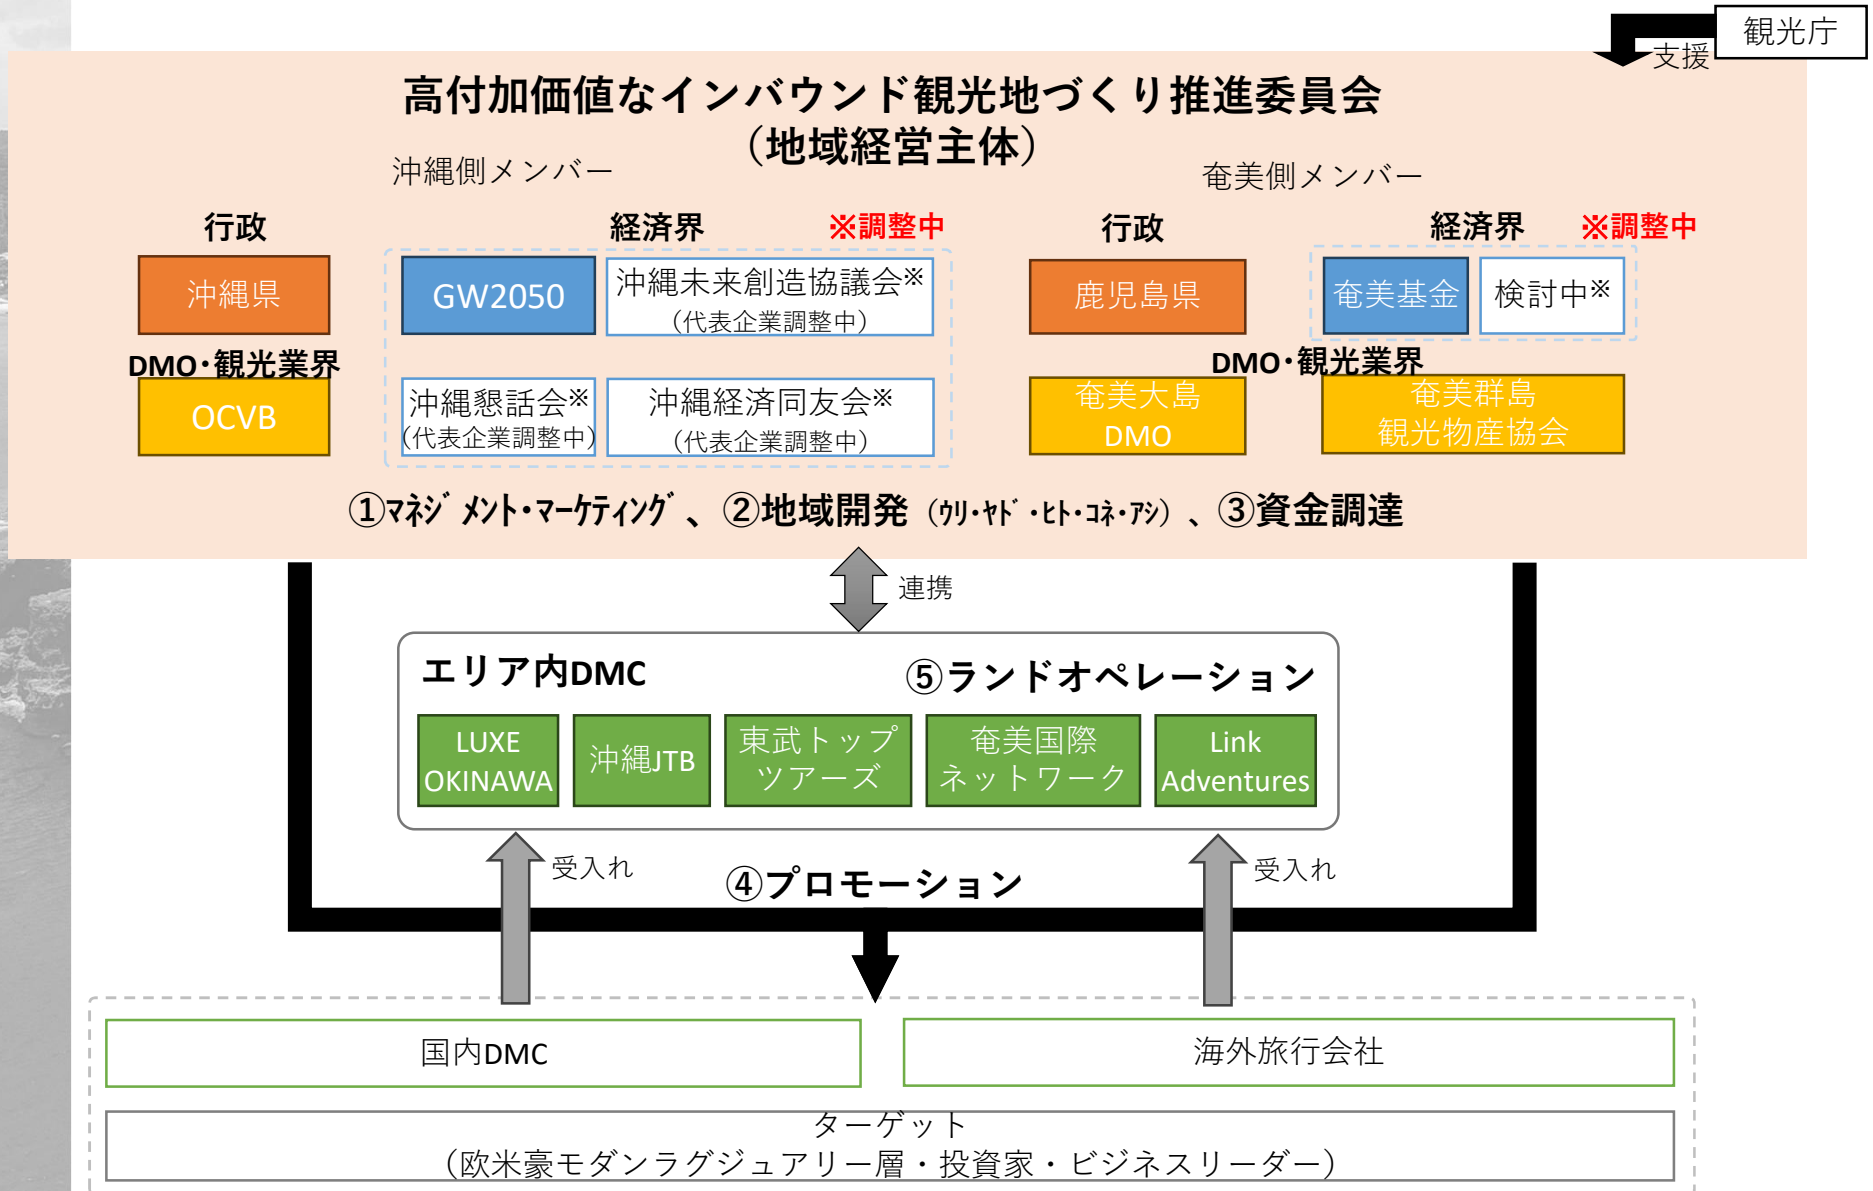 観光庁
支援
高付加価値なインバウンド観光地づくり推進委員会
（地域経営主体）
沖縄側メンバー
奄美側メンバー
行政
経済界
※調整中
行政
経済界
※調整中
沖縄県
GW2050
沖縄未来創造協議会※
（代表企業調整中）
鹿児島県
奄美基金
検討中※
DMO・観光業界
DMO・観光業界
OCVB
沖縄懇話会※
（代表企業調整中）
沖縄経済同友会※
（代表企業調整中）
奄美大島
DMO
奄美群島
観光物産協会
①ﾏﾈｼﾞﾒﾝﾄ・ﾏｰｹﾃｨﾝｸﾞ、②地域開発（ｳﾘ・ﾔﾄﾞ・ﾋﾄ・ｺﾈ・ｱｼ）、③資金調達
連携
エリア内DMC
⑤ランドオペレーション
LUXE
OKINAWA
沖縄JTB
東武トップ
ツアーズ
奄美国際
ネットワーク
Link
Adventures
受入れ
④プロモーション
受入れ
国内DMC
海外旅行会社
ターゲット
（欧米豪モダンラグジュアリー層・投資家・ビジネスリーダー）